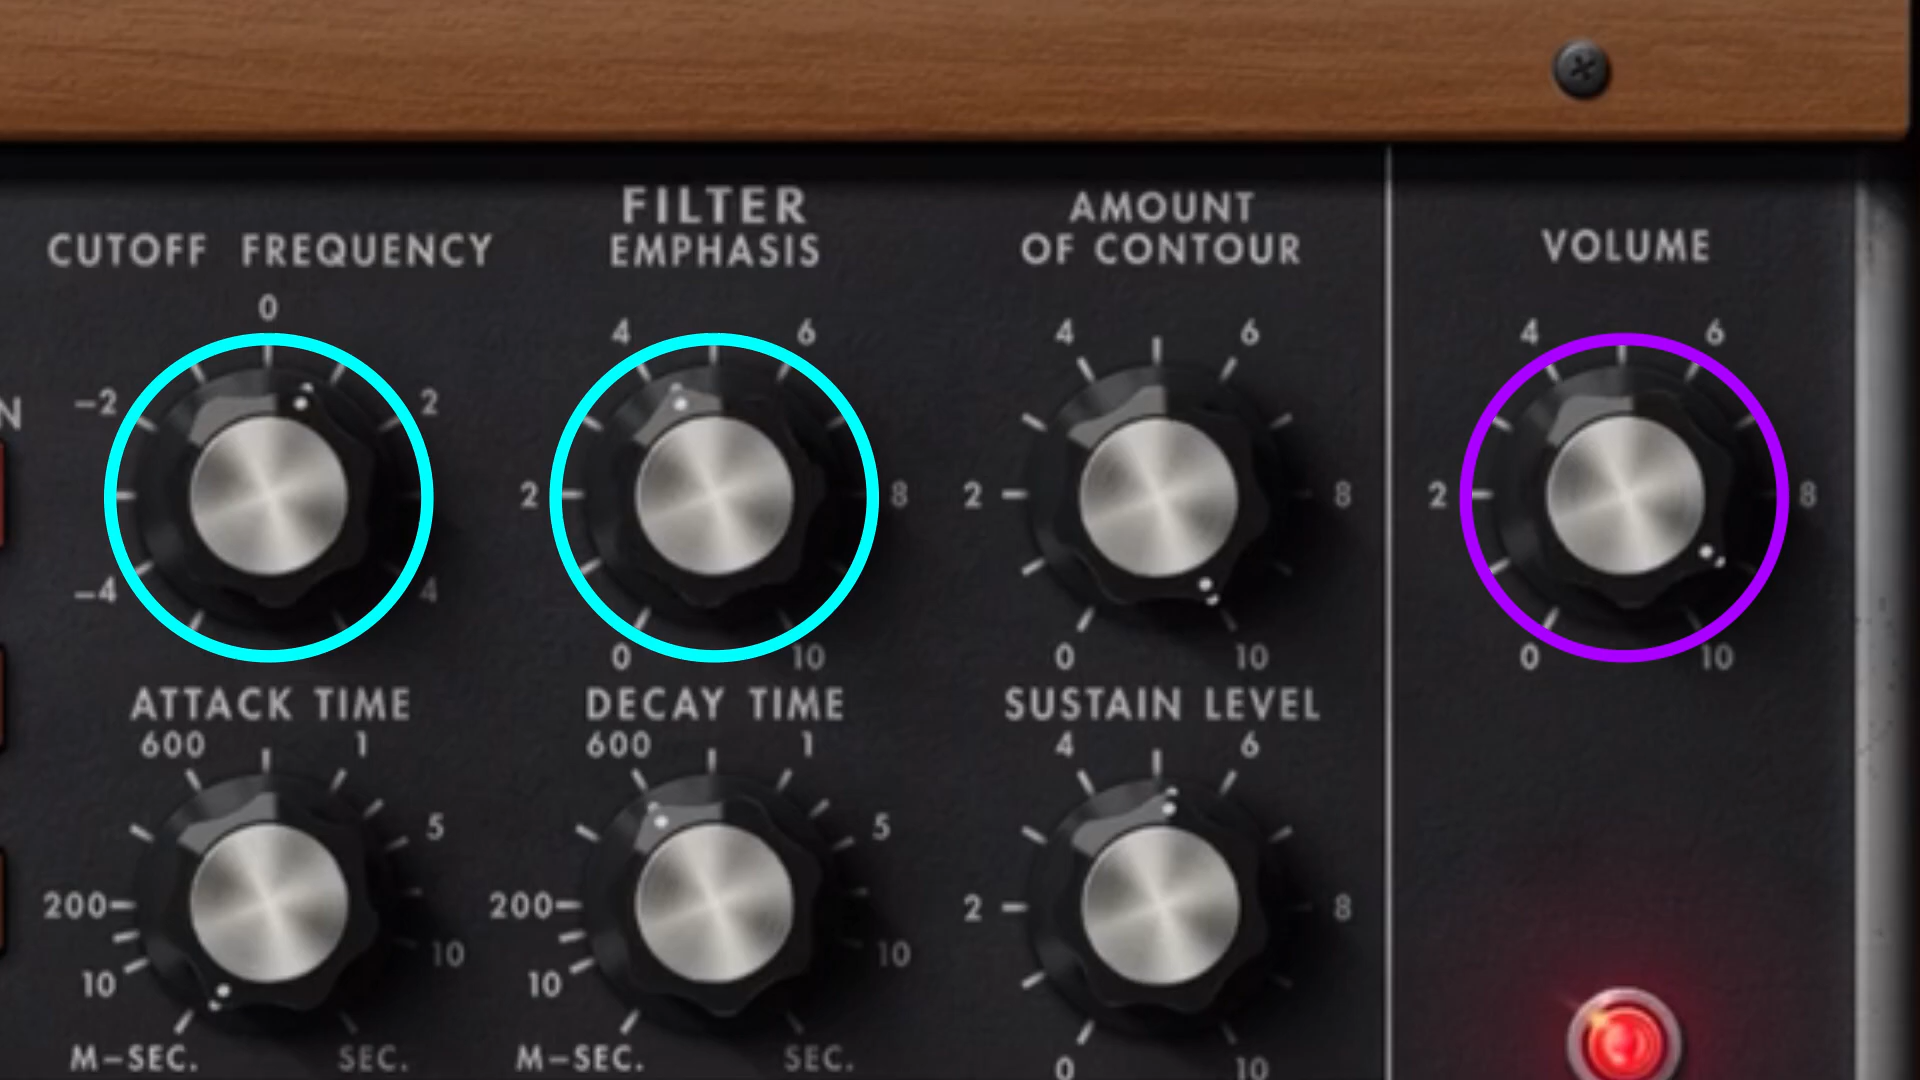 CUTOFF FREQUENCY
FILTER
EMPHASIS
AMOUNT
OF CONTOUR
VOLUME
0
-2 2
-4 4
4 6
2 8
0 10
4 6
2 8
0 10
4 6
2 8
0 10
N
ATTACK TIME
600 1
5
200
10 10
M-SEC. SEC.
DECAY TIME
600 1
5
200
10 10
M-SEC. SEC.
SUSTAIN LEVEL
4 6
2 8
0 10